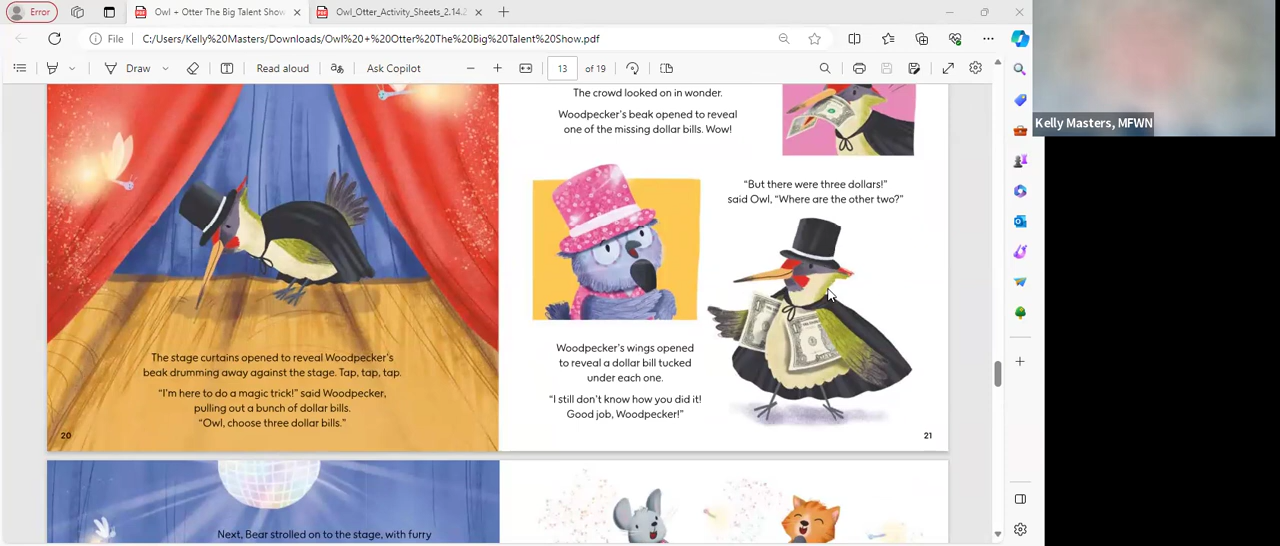 Error
Owl + Otter The Big Talent Show
Owl_Otter_Activity_Sheets_2.14.2
File
C:/Users/Kelly%20Masters/Downloads/Owl%20+%20Otter%20The%20Big%20Talent%20Show.pdf
Draw
Read aloud
Ask Copilot
13
of 19
Kelly Masters, MFWN
The stage curtains opened to reveal Woodpecker's
beak drumming away against the stage. Tap, tap, tap.
"I'm here to do a magic trick!" said Woodpecker,
pulling out a bunch of dollar bills.
"Owl, choose three dollar bills."
20
The crowd looked on in wonder.
Woodpecker's beak opened to reveal
one of the missing dollar bills. Wow!
"But there were three dollars!"
said Owl, "Where are the other two?"
Woodpecker's wings opened
to reveal a dollar bill tucked
under each one.
"I still don't know how you did it!
Good job, Woodpecker!"
21
Next, Bear strolled on to the stage, with furry